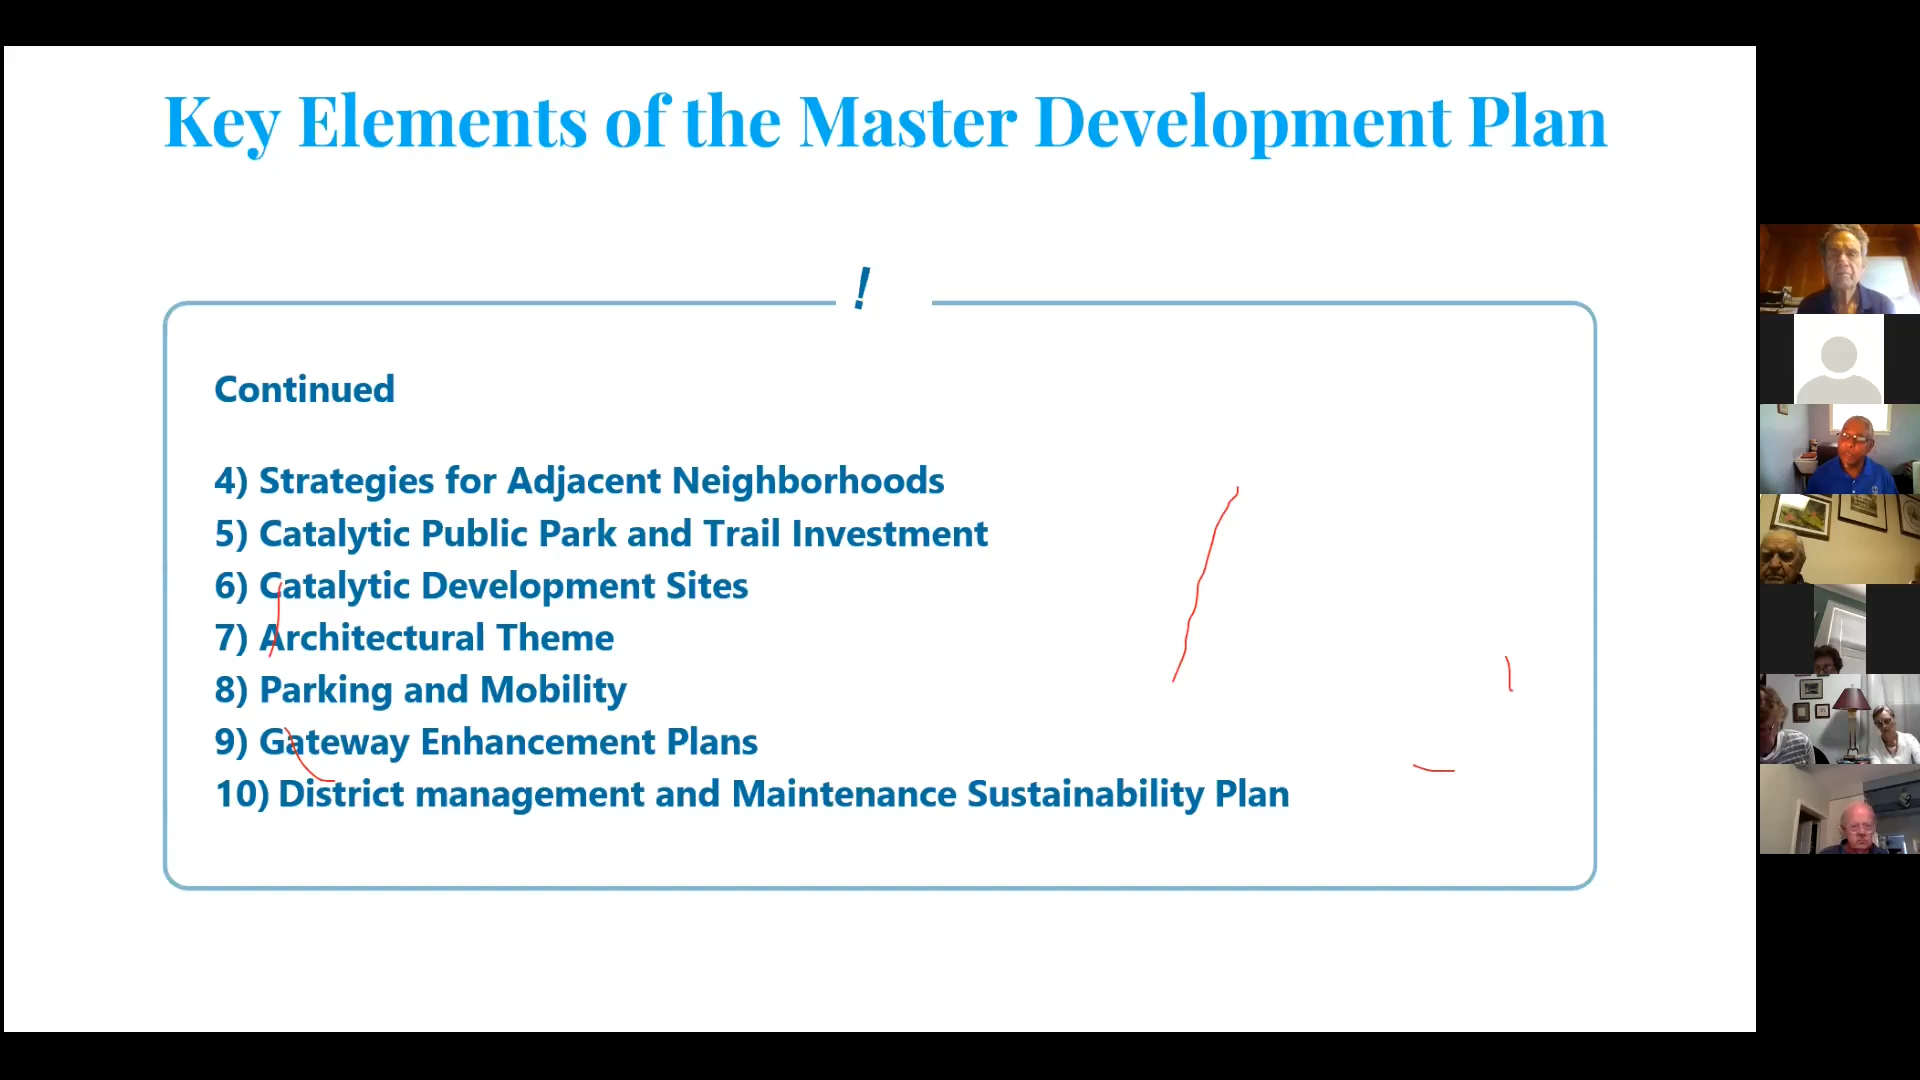 Key Elements of the Master Development Plan
!
Continued
4) Strategies for Adjacent Neighborhoods
5) Catalytic Public Park and Trail Investment
6) Catalytic Development Sites
7) Architectural Theme
8) Parking and Mobility
9) Gateway Enhancement Plans
10) District management and Maintenance Sustainability Plan